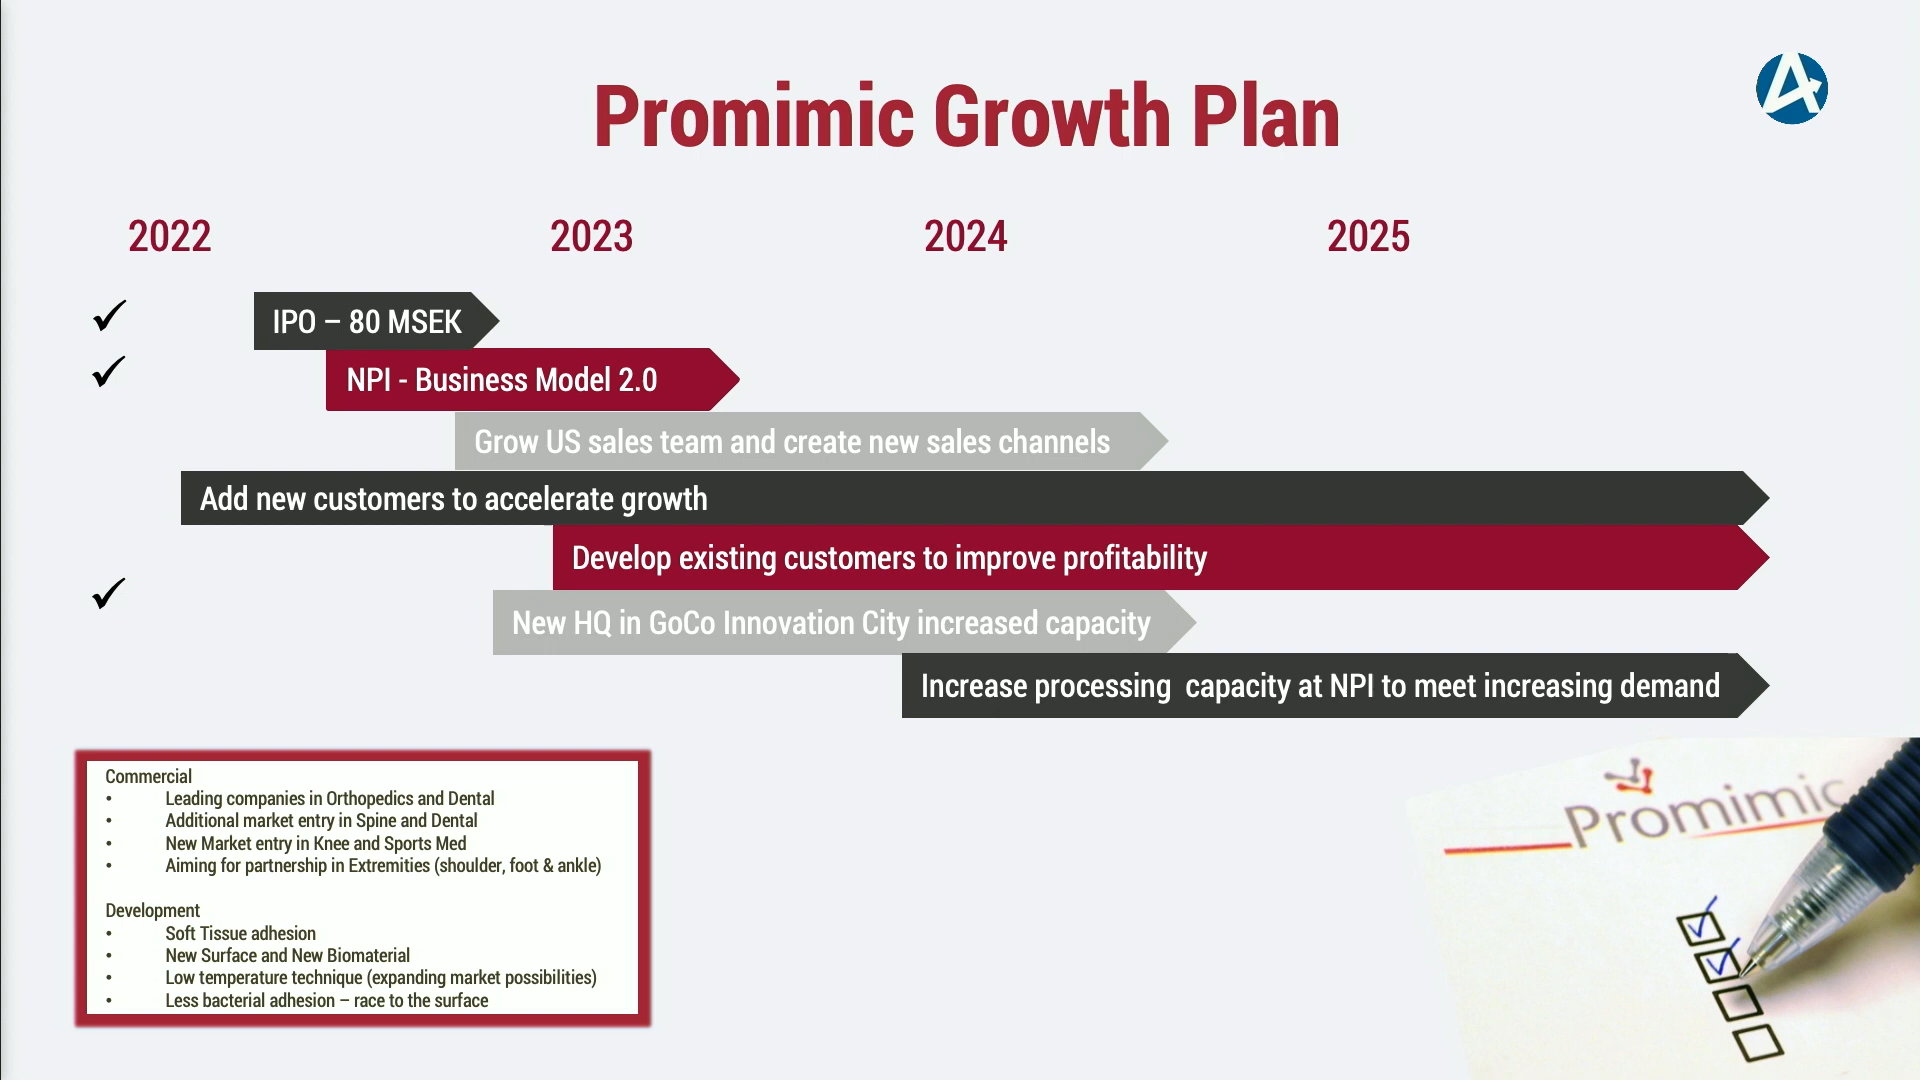 Promimic Growth Plan
2022 2023 2024 2025
✓ IPO – 80 MSEK
✓ NPI - Business Model 2.0
Grow US sales team and create new sales channels
Add new customers to accelerate growth
Develop existing customers to improve profitability
✓ New HQ in GoCo Innovation City increased capacity
Increase processing  capacity at NPI to meet increasing demand
Commercial
• Leading companies in Orthopedics and Dental
• Additional market entry in Spine and Dental
• New Market entry in Knee and Sports Med
• Aiming for partnership in Extremities (shoulder, foot & ankle)
Development
• Soft Tissue adhesion
• New Surface and New Biomaterial
• Low temperature technique (expanding market possibilities)
• Less bacterial adhesion – race to the surface
Promimic